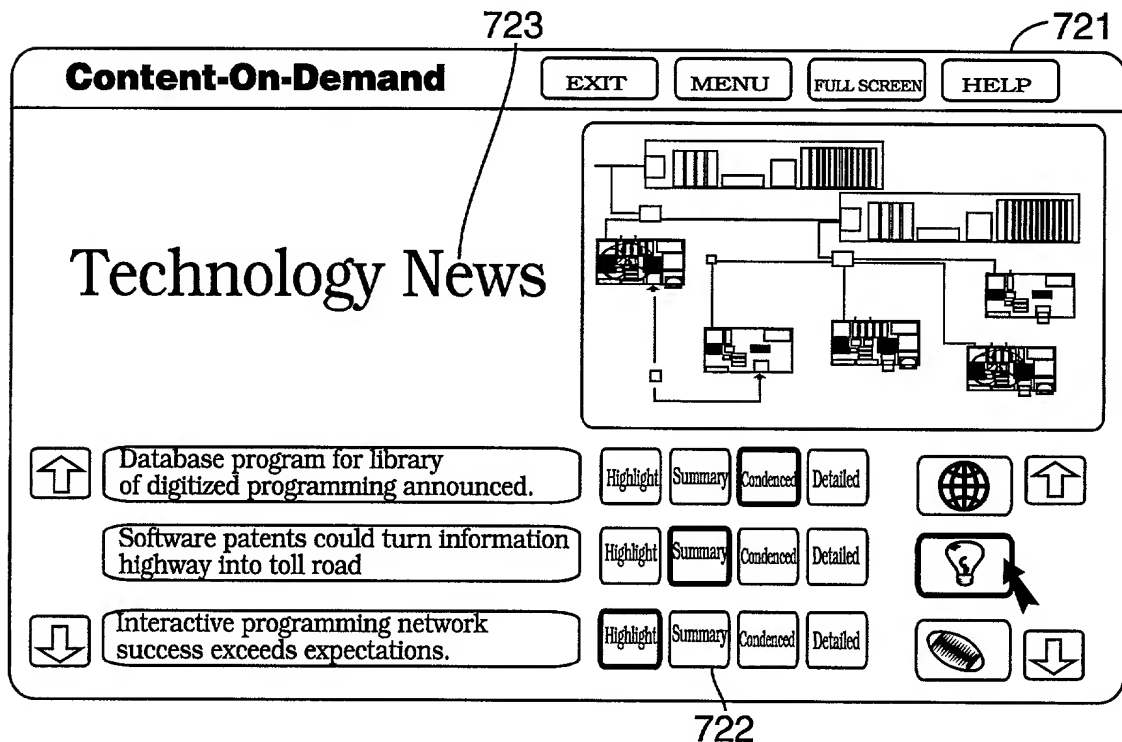 723
721
Content-On-Demand
EXIT
MENU
FULL SCREEN
HELP
Technology News
Database program for library
of digitized programming announced.
Highlight
Summary
Condenced
Detailed
Software patents could turn information
highway into toll road
Highlight
Summary
Condenced
Detailed
Interactive programming network
success exceeds expectations.
Highlight
Summary
Condenced
Detailed
722